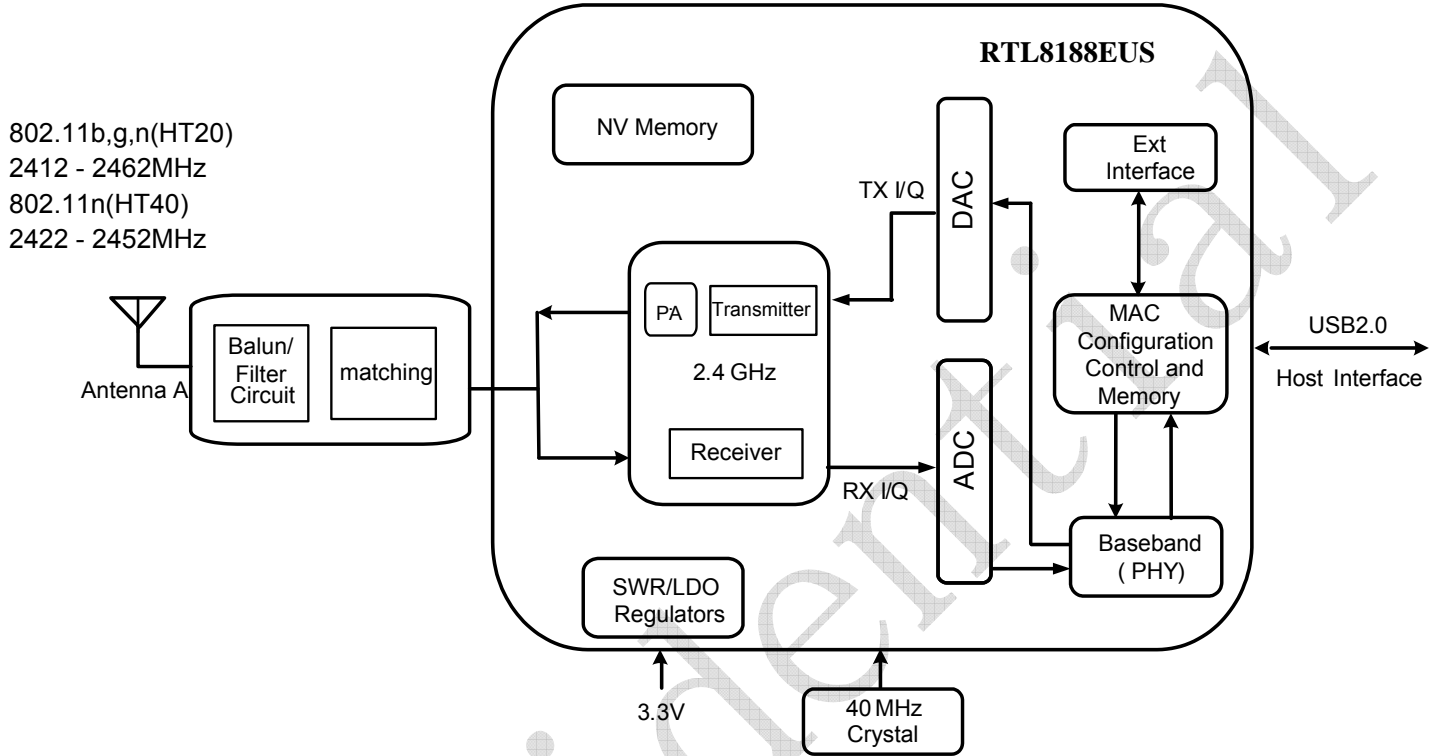 RTL8188EUS
802.11b,g,n(HT20)
2412 - 2462MHz
802.11n(HT40)
2422 - 2452MHz
NV Memory
Ext
Interface
TX I/Q
DAC
PA
Transmitter
2.4 GHz
Receiver
MAC
Configuration
Control and
Memory
USB2.0
Host Interface
Antenna A
Balun/
Filter
Circuit
matching
RX I/Q
ADC
Baseband
( PHY)
SWR/LDO
Regulators
3.3V
40 MHz
Crystal
idential